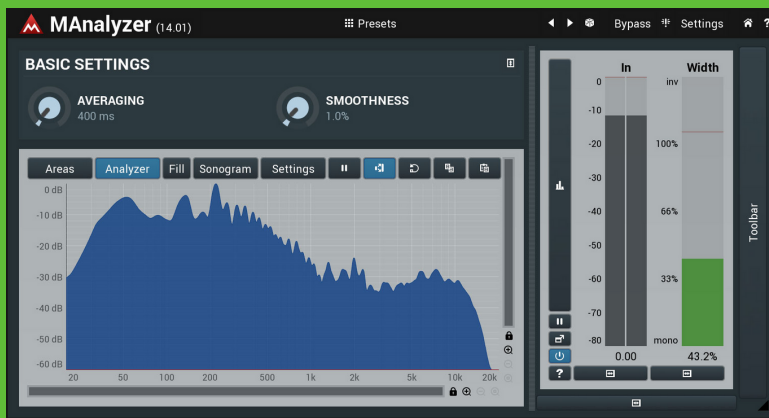 MAnalyzer (14.01)
Presets
Bypass
Settings
?
BASIC SETTINGS
AVERAGING
400 ms
SMOOTHNESS
1.0%
Areas
Analyzer
Fill
Sonogram
Settings
0 dB
-10 dB
-20 dB
-30 dB
-40 dB
-50 dB
-60 dB
20 50 100 200 500 1k 2k 5k 10k 20k
In
Width
0
-10
-20
-30
-40
-50
-60
-70
-80
inv
100%
66%
33%
mono
0.00
43.2%
?
Toolbar